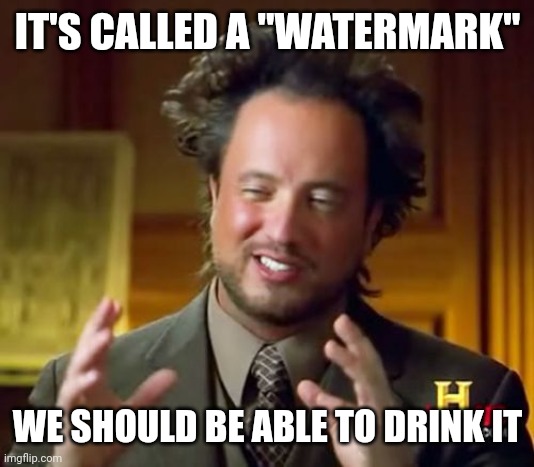 IT'S CALLED A "WATERMARK"
H
WE SHOULD BE ABLE TO DRINK IT
imgflip.com